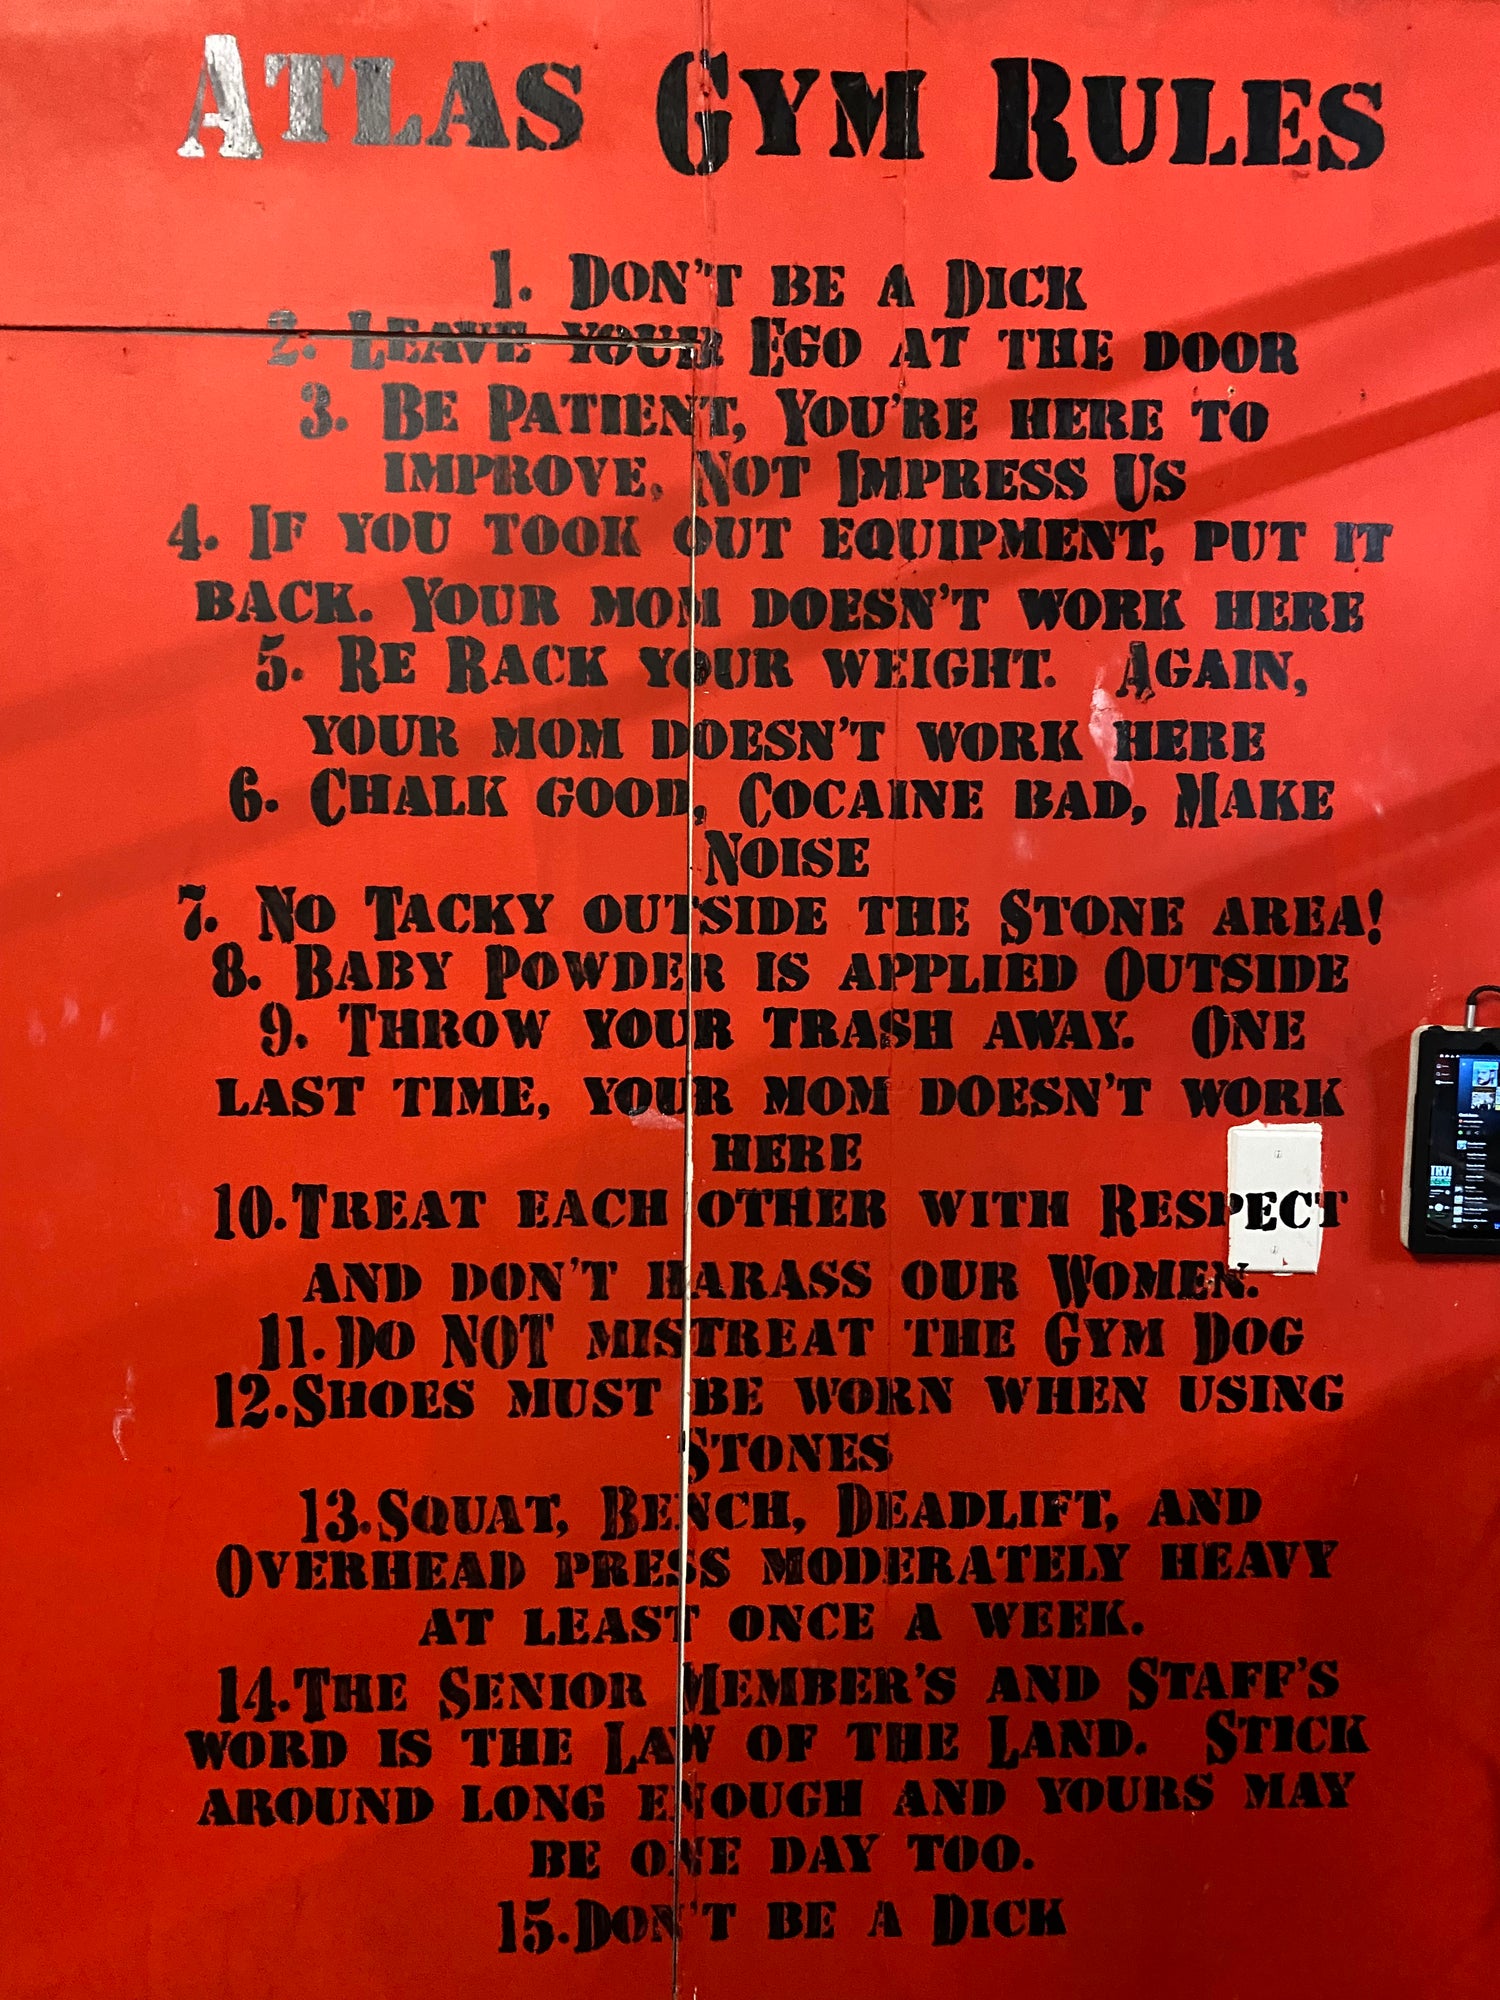 Atlas Gym Rules
1. Don't be a Dick
2. Leave your Ego at the door
3. Be Patient, You're here to
improve, Not Impress Us
4. If you took out equipment, put it
back. Your mom doesn't work here
5. Re Rack your weight. Again,
your mom doesn't work here
6. Chalk good, Cocaine bad, Make
Noise
7. No Tacky outside the Stone area!
8. Baby Powder is applied Outside
9. Throw your trash away. One
last time, your mom doesn't work
here
10.Treat each other with Respect
and don't harass our Women.
11.Do NOT mistreat the Gym Dog
12.Shoes must be worn when using
Stones
13.Squat, Bench, Deadlift, and
Overhead press moderately heavy
at least once a week.
14.The Senior Member's and Staff's
word is the Law of the Land. Stick
around long enough and yours may
be one day too.
15.Don't be a Dick